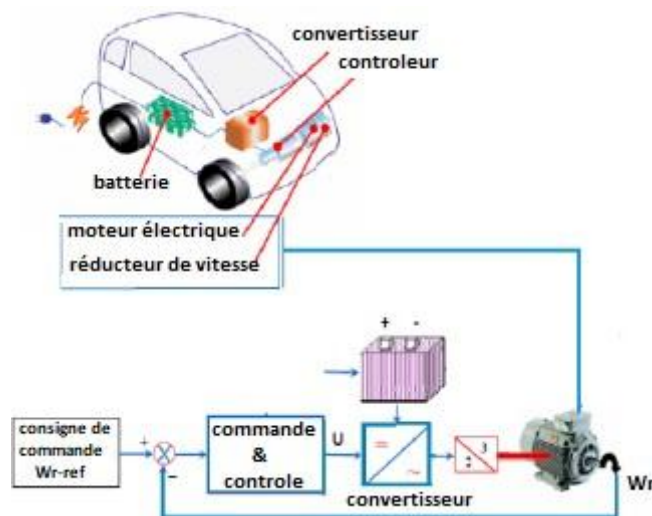 convertisseur
controleur
batterie
moteur électrique
réducteur de vitesse
+ -
consigne de
commande
Wr-ref
+
-
commande
&
controle
U
=
~
3
convertisseur
Wr